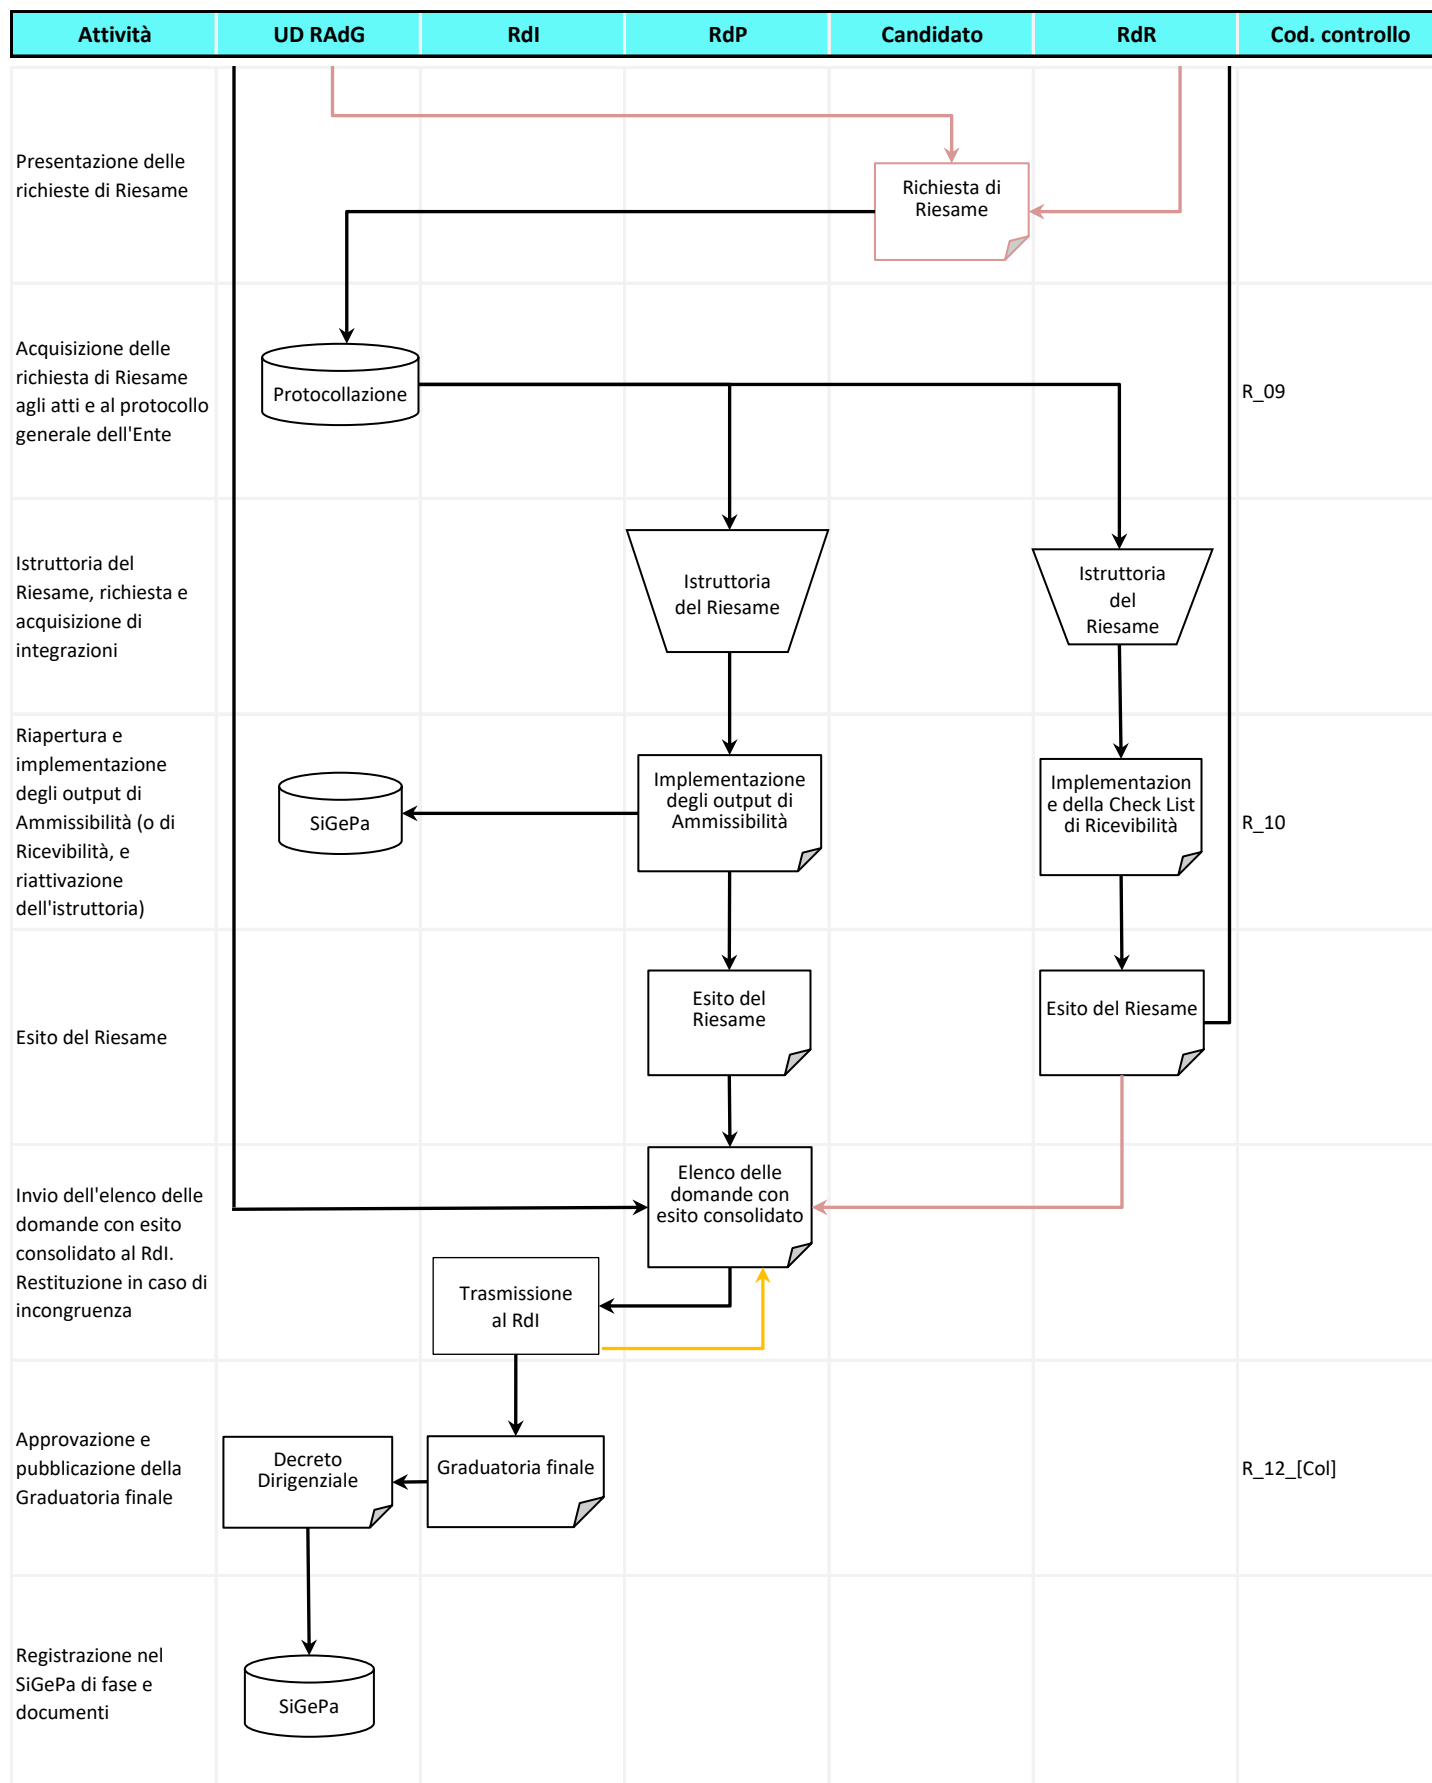 Attività UD RAdG RdI RdP Candidato RdR Cod. controllo
Presentazione delle
richieste di Riesame
Richiesta di
Riesame
Acquisizione delle
richiesta di Riesame
agli atti e al protocollo
generale dell'Ente
Protocollazione
R_09
Istruttoria del
Riesame, richiesta e
acquisizione di
integrazioni
Istruttoria
del Riesame
Istruttoria
del
Riesame
Riapertura e
implementazione
degli output di
Ammissibilità (o di
Ricevibilità, e
riattivazione
dell'istruttoria)
SiGePa
Implementazione
degli output di
Ammissibilità
Implementazion
e della Check List
di Ricevibilità
R_10
Esito del Riesame
Esito del
Riesame
Esito del Riesame
Invio dell'elenco delle
domande con esito
consolidato al RdI.
Restituzione in caso di
incongruenza
Elenco delle
domande con
esito consolidato
Trasmissione
al RdI
Approvazione e
pubblicazione della
Graduatoria finale
Decreto
Dirigenziale
Graduatoria finale
R_12_[Col]
Registrazione nel
SiGePa di fase e
documenti
SiGePa